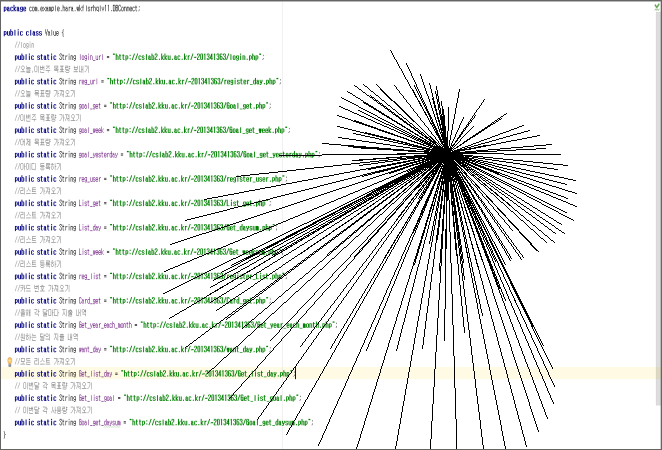 package com.example.hara.wkfjsrhqlv11.DBConnect;
public class Value {
//login
public static String login_url = "http://cslab2.kku.ac.kr/~201341363/login.php";
//오늘,이번주 목표량 보내기
public static String reg_url = "http://cslab2.kku.ac.kr/~201341363/register_day.php";
//오늘 목표량 가져오기
public static String goal_get = "http://cslab2.kku.ac.kr/~201341363/Goal_get.php";
//이번주 목표량 가져오기
public static String goal_week = "http://cslab2.kku.ac.kr/~201341363/Goal_get_week.php";
//어제 목표량 가져오기
public static String goal_yesterday = "http://cslab2.kku.ac.kr/~201341363/Goal_get_yesterday.php";
//아이디 등록하기
public static String reg_user = "http://cslab2.kku.ac.kr/~201341363/register_user.php";
//리스트 가져오기
public static String List_get = "http://cslab2.kku.ac.kr/~201341363/List_get.php";
//리스트 가져오기
public static String List_day = "http://cslab2.kku.ac.kr/~201341363/Get_daysum.php";
//리스트 가져오기
public static String List_week = "http://cslab2.kku.ac.kr/~201341363/
//리스트 등록하기
public static String reg_list = "http://cslab2.kku.ac.kr/~201341363/register_list.php";
//카드 번호 가져오기
public static String Card_get = "http://cslab2.kku.ac.kr/~201341363/Card_get.php";
//올해 각 달마다 지출 내역
public static String Get_year_each_month = "http://cslab2.kku.ac.kr/~201341363/Get_year_each_month.php";
//원하는 달의 지출 내역
public static String want_day = "http://cslab2.kku.ac.kr/~201341363/want_day.php";
//모든 리스트 가져오기
public static String Get_list_day = "http://cslab2.kku.ac.kr/~201341363/Get_list_day.php";
// 이번달 각 목표량 가져오기
public static String Get_list_goal = "http://cslab2.kku.ac.kr/~201341363/Get_list_goal.php";
// 이번달 각 사용량 가져오기
public static String Goal_get_daysum = "http://cslab2.kku.ac.kr/~201341363/Goal_get_daysum.php";
}